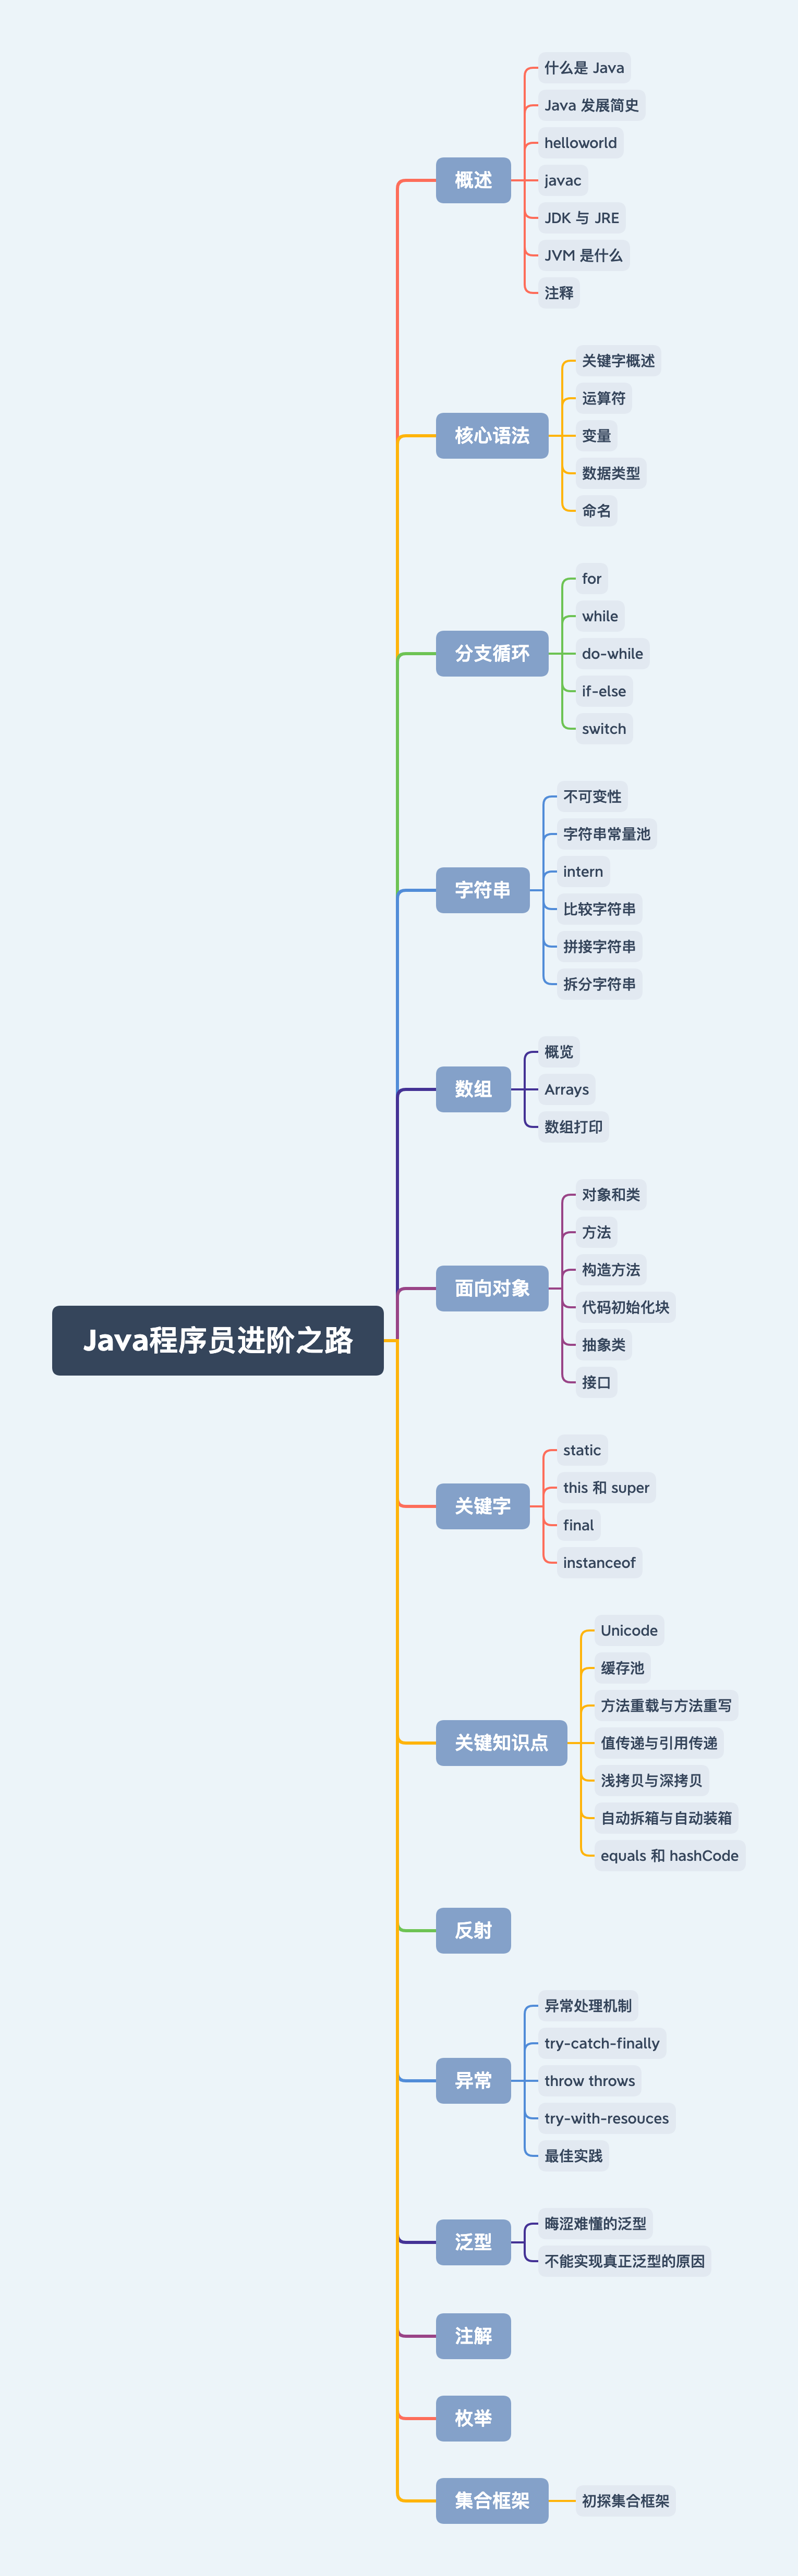 Java程序员进阶之路
概述
什么是 Java
Java 发展简史
helloworld
javac
JDK 与 JRE
JVM 是什么
注释
核心语法
关键字概述
运算符
变量
数据类型
命名
分支循环
for
while
do-while
if-else
switch
字符串
不可变性
字符串常量池
intern
比较字符串
拼接字符串
拆分字符串
数组
概览
Arrays
数组打印
面向对象
对象和类
方法
构造方法
代码初始化块
抽象类
接口
关键字
static
this 和 super
final
instanceof
关键知识点
Unicode
缓存池
方法重载与方法重写
值传递与引用传递
浅拷贝与深拷贝
自动拆箱与自动装箱
equals 和 hashCode
反射
异常
异常处理机制
try-catch-finally
throw throws
try-with-resouces
最佳实践
泛型
晦涩难懂的泛型
不能实现真正泛型的原因
注解
枚举
集合框架
初探集合框架